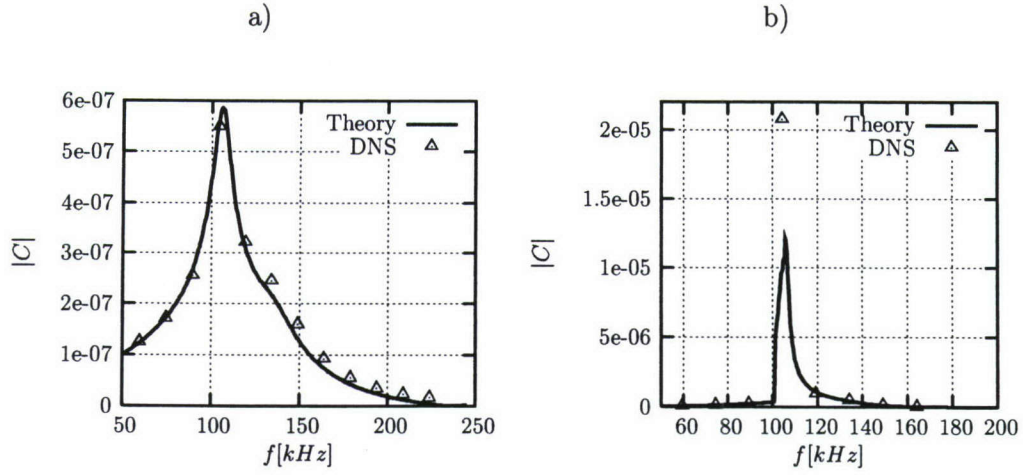 a)
6e-07
5e-07
4e-07
3e-07
2e-07
1e-07
0
|C|
50 100 150 200 250
f[kHz]
Theory
DNS
b)
2e-05
1.5e-05
1e-05
5e-06
0
|C|
60 80 100 120 140 160 180 200
f[kHz]
Theory
DNS